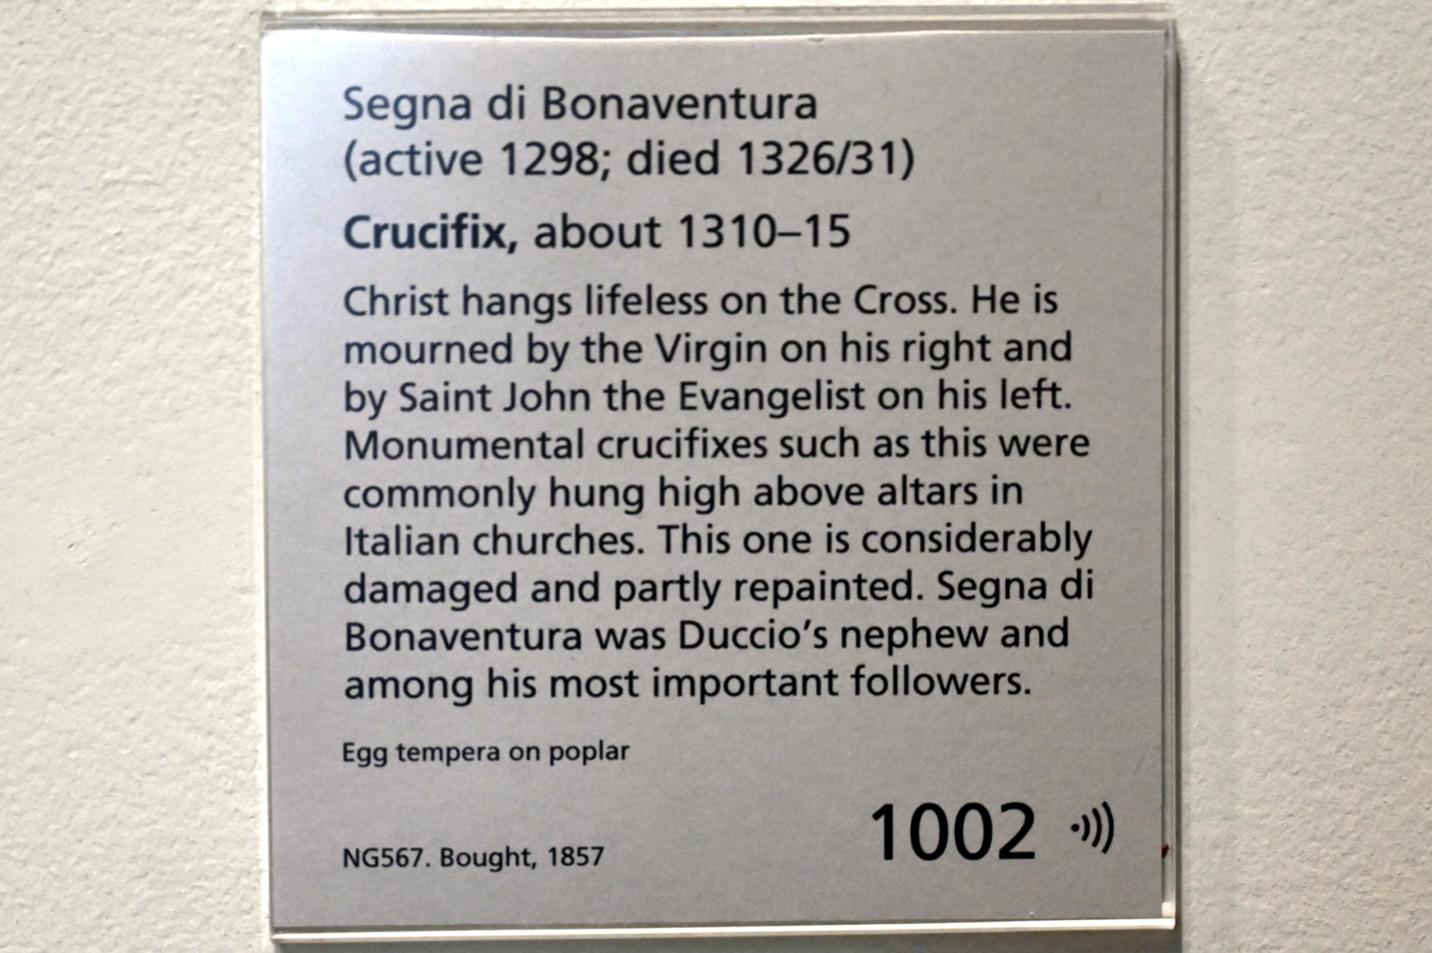 Segna di Bonaventura
(active 1298; died 1326/31)
Crucifix, about 1310–15
Christ hangs lifeless on the Cross. He is
mourned by the Virgin on his right and
by Saint John the Evangelist on his left.
Monumental crucifixes such as this were
commonly hung high above altars in
Italian churches. This one is considerably
damaged and partly repainted. Segna di
Bonaventura was Duccio’s nephew and
among his most important followers.
Egg tempera on poplar
1002
NG567. Bought, 1857